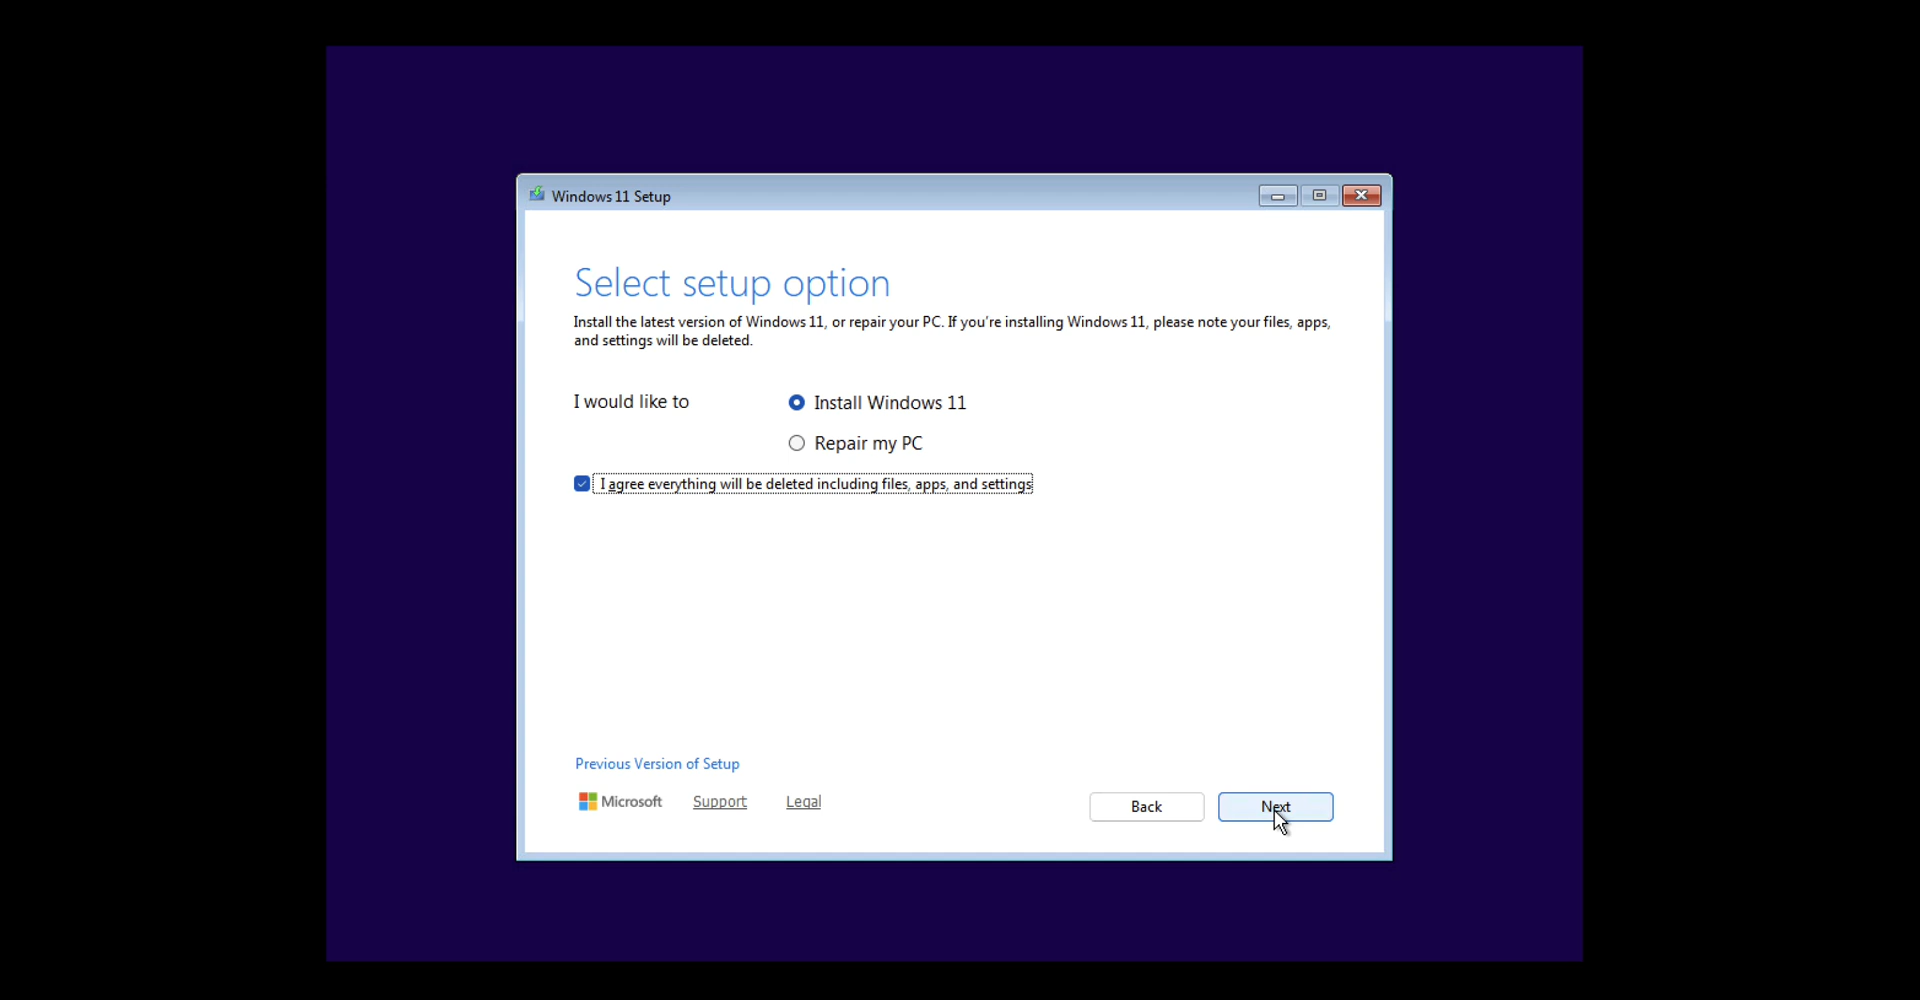 Windows 11 Setup
Select setup option
Install the latest version of Windows 11, or repair your PC. If you're installing Windows 11, please note your files, apps,
and settings will be deleted.
I would like to
Install Windows 11
Repair my PC
I agree everything will be deleted including files, apps, and settings
Previous Version of Setup
Microsoft Support Legal
Back Next